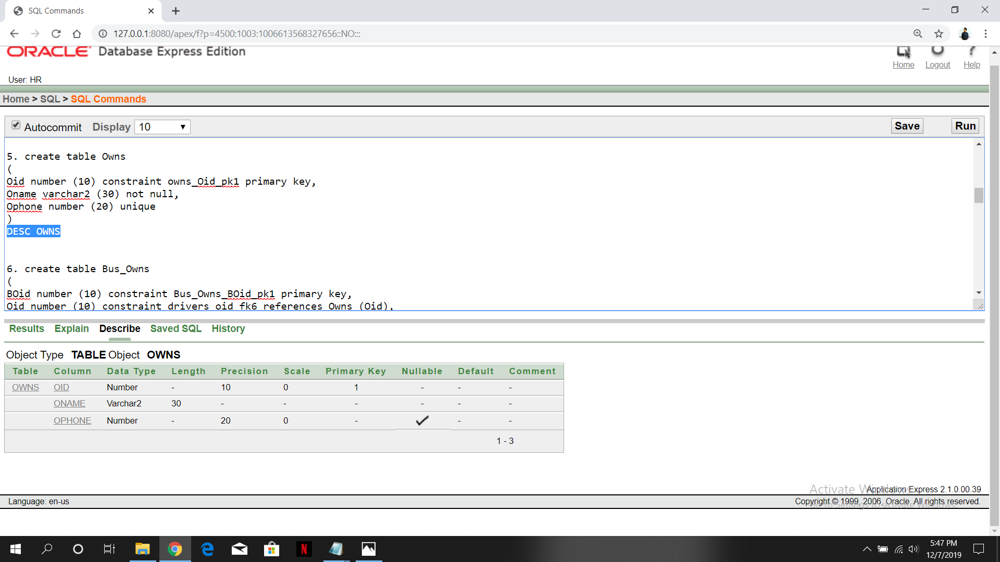 SQL Commands
127.0.0.1:8080/apex/f?p=4500:1003:1006613568327656::NO:::
ORACLE Database Express Edition
Home Logout Help
User: HR
Home > SQL > SQL Commands
Autocommit Display 10 Save Run
5. create table Owns
(
Oid number (10) constraint owns_Oid_pk1 primary key,
Oname varchar2 (30) not null,
Ophone number (20) unique
)
DESC OWNS
6. create table Bus_Owns
(
BOid number (10) constraint Bus_Owns_BOid_pk1 primary key,
Oid number (10) constraint drivers_oid_fk6 references Owns (Oid),
Results Explain Describe Saved SQL History
Object Type TABLE Object OWNS
Table Column Data Type Length Precision Scale Primary Key Nullable Default Comment
OWNS OID Number - 10 0 1 - - -
ONAME Varchar2 30 - - - - - -
OPHONE Number - 20 0 - - -
1 - 3
Activate Windows
Application Express 2.1.0.00.39
Language: en-us
Copyright © 1999, 2006, Oracle. All rights reserved.
Go to Settings to activate Windows.
5:47 PM
12/7/2019